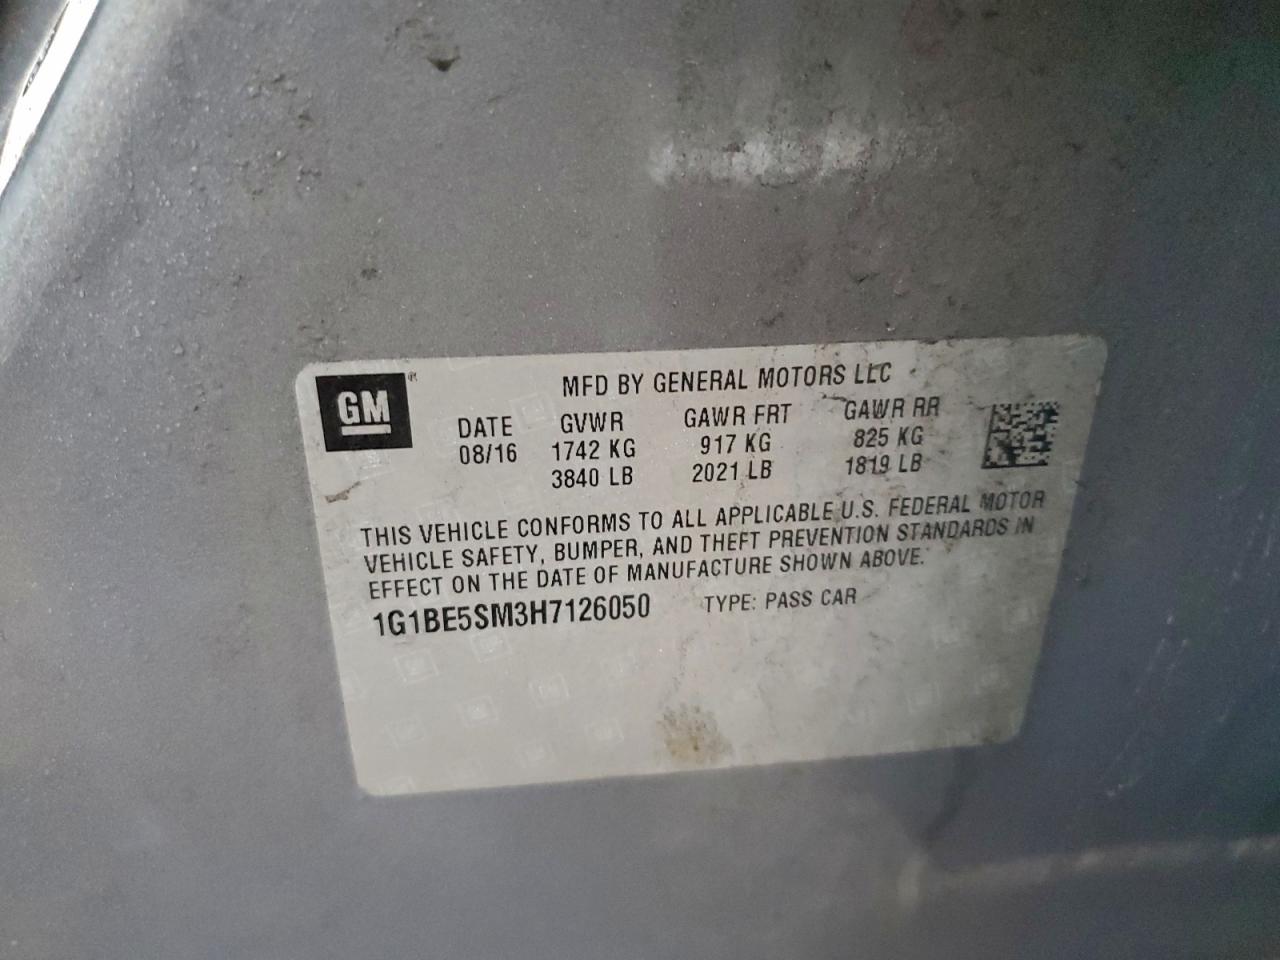 GM®
MFD BY GENERAL MOTORS LLC
DATE GVWR GAWR FRT GAWR RR
08/16 1742 KG 917 KG 825 KG
3840 LB 2021 LB 1819 LB
THIS VEHICLE CONFORMS TO ALL APPLICABLE U.S. FEDERAL MOTOR
VEHICLE SAFETY, BUMPER, AND THEFT PREVENTION STANDARDS IN
EFFECT ON THE DATE OF MANUFACTURE SHOWN ABOVE.
1G1BE5SM3H7126050 TYPE: PASS CAR